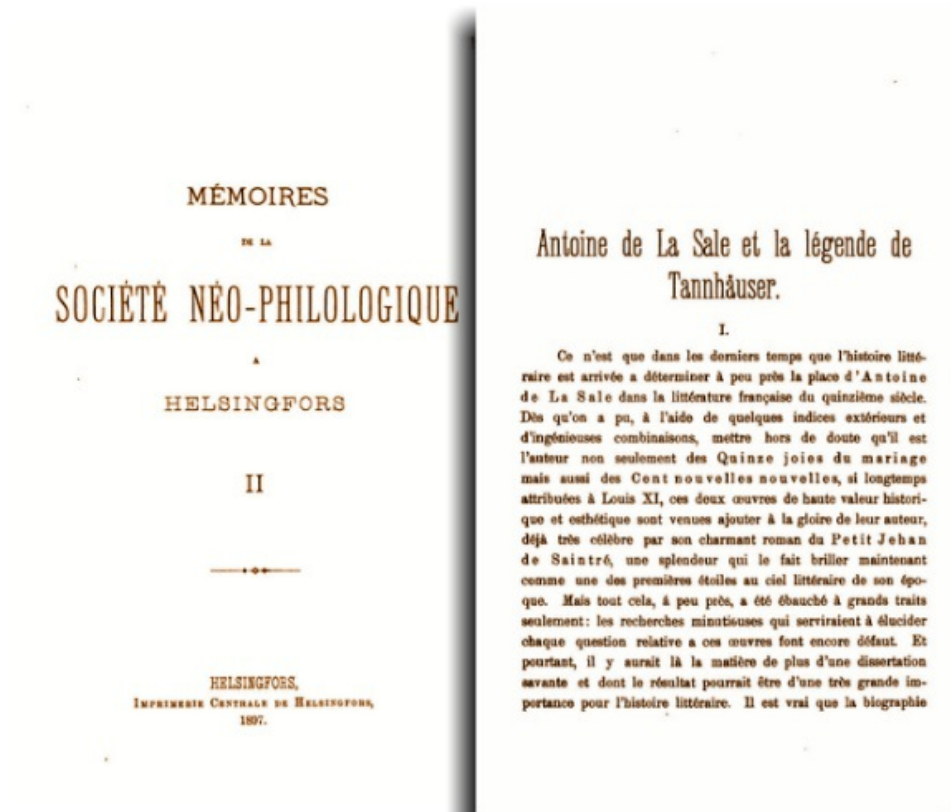 MÉMOIRES
DE LA
SOCIÉTÉ NÉO-PHILOLOGIQUE
A
HELSINGFORS
II
HELSINGFORS,
IMPRIMERIE CENTRALE DE HELSINGFORS,
1897.
Antoine de La Sale et la légende de
Tannhäuser.
I.
Ce n'est que dans les derniers temps que l'histoire litté-
raire est arrivée a déterminer à peu près la place d'Antoine
de La Sale dans la littérature française du quinzième siècle.
Dès qu'on a pu, à l'aide de quelques indices extérieurs et
d'ingénieuses combinaisons, mettre hors de doute qu'il est
l'auteur non seulement des Quinze joies du mariage
mais aussi des Cent nouvelles nouvelles, si longtemps
attribuées à Louis XI, ces deux œuvres de haute valeur histori-
que et esthétique sont venues ajouter à la gloire de leur auteur,
déjà très célèbre par son charmant roman du Petit Jehan
de Saintré, une splendeur qui le fait briller maintenant
comme une des premières étoiles au ciel littéraire de son épo-
que. Mais tout cela, á peu près, a été ébauché à grands traits
seulement: les recherches minutieuses qui serviraient à élucider
chaque question relative a ces œuvres font encore défaut. Et
pourtant, il y aurait là la matière de plus d'une dissertation
savante et dont le résultat pourrait être d'une très grande im-
portance pour l'histoire littéraire. Il est vrai que la biographie